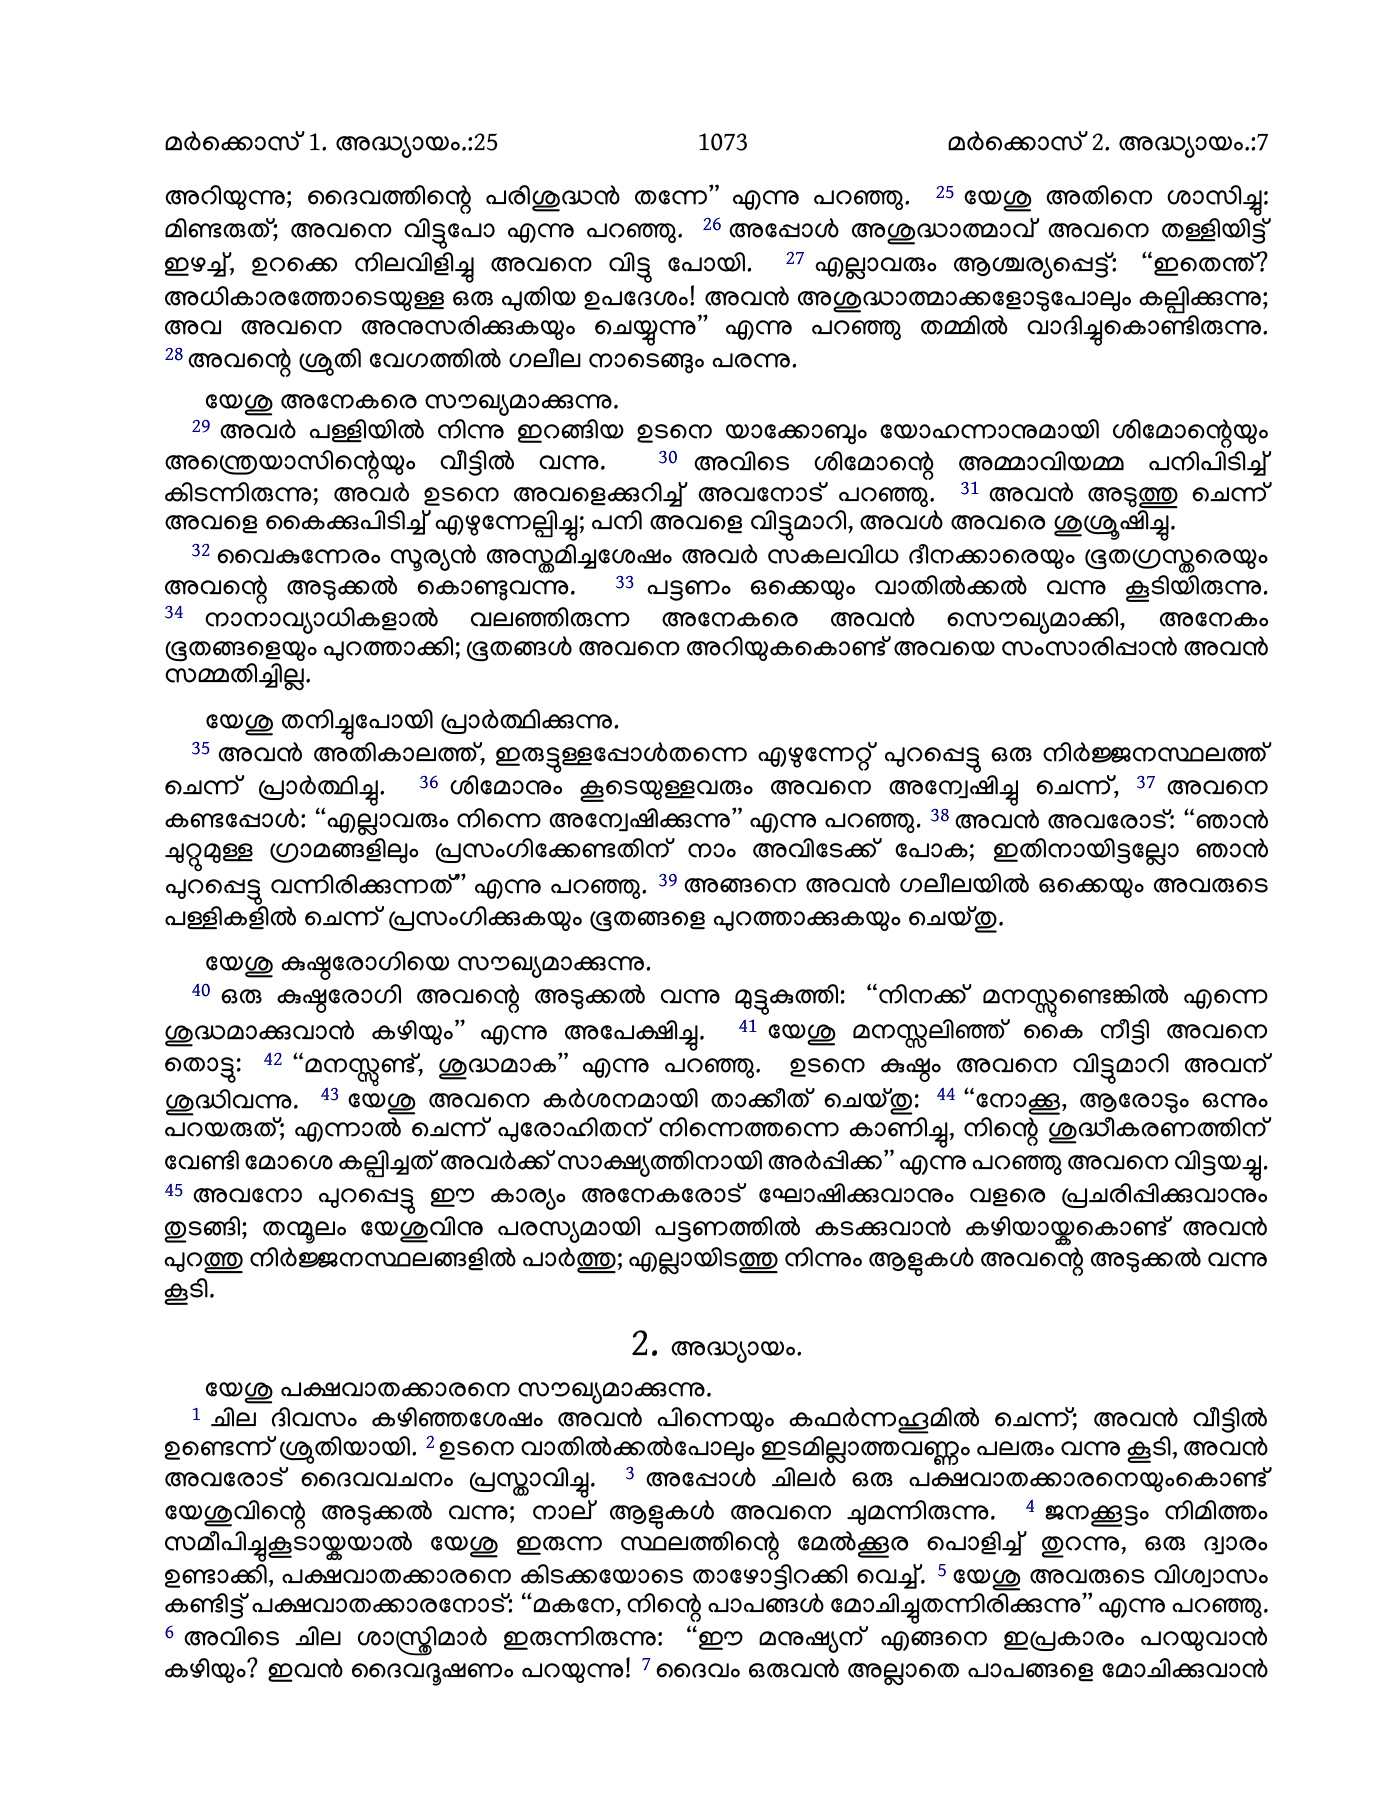 മർക്കൊസ് 1. അദ്ധ്യായം.:25 1073 മർക്കൊസ് 2. അദ്ധ്യായം.:7
അറിയുന്നു; ദൈവത്തിന്റെ പരിശുദ്ധൻ തന്നേ” എന്നു പറഞ്ഞു. 25 യേശു അതിനെ ശാസിച്ചു:
മിണ്ടരുത്; അവനെ വിട്ടുപോ എന്നു പറഞ്ഞു. 26 അപ്പോൾ അശുദ്ധാത്മാവ് അവനെ തള്ളിയിട്ട്
ഇഴച്ച്, ഉറക്കെ നിലവിളിച്ചു അവനെ വിട്ടു പോയി. 27 എല്ലാവരും ആശ്ചര്യപ്പെട്ട്: “ഇതെന്ത്?
അധികാരത്തോടെയുള്ള ഒരു പുതിയ ഉപദേശം! അവൻ അശുദ്ധാത്മാക്കളോടുപോലും കല്പിക്കുന്നു;
അവ അവനെ അനുസരിക്കുകയും ചെയ്യുന്നു” എന്നു പറഞ്ഞു തമ്മിൽ വാദിച്ചുകൊണ്ടിരുന്നു.
28 അവന്റെ ശ്രുതി വേഗത്തിൽ ഗലീല നാടെങ്ങും പരന്നു.
യേശു അനേകരെ സൗഖ്യമാക്കുന്നു.
29 അവർ പള്ളിയിൽ നിന്നു ഇറങ്ങിയ ഉടനെ യാക്കോബും യോഹന്നാനുമായി ശിമോന്റെയും
അന്ത്രെയാസിന്റെയും വീട്ടിൽ വന്നു. 30 അവിടെ ശിമോന്റെ അമ്മാവിയമ്മ പനിപിടിച്ച്
കിടന്നിരുന്നു; അവർ ഉടനെ അവളെക്കുറിച്ച് അവനോട് പറഞ്ഞു. 31 അവൻ അടുത്തു ചെന്ന്
അവളെ കൈക്കുപിടിച്ച് എഴുന്നേല്പിച്ചു; പനി അവളെ വിട്ടുമാറി, അവൾ അവരെ ശുശ്രൂഷിച്ചു.
32 വൈകുന്നേരം സൂര്യൻ അസ്തമിച്ചശേഷം അവർ സകലവിധ ദീനക്കാരെയും ഭൂതഗ്രസ്തരെയും
അവന്റെ അടുക്കൽ കൊണ്ടുവന്നു. 33 പട്ടണം ഒക്കെയും വാതിൽക്കൽ വന്നു കൂടിയിരുന്നു.
34 നാനാവ്യാധികളാൽ വലഞ്ഞിരുന്ന അനേകരെ അവൻ സൌഖ്യമാക്കി, അനേകം
ഭൂതങ്ങളെയും പുറത്താക്കി; ഭൂതങ്ങൾ അവനെ അറിയുകകൊണ്ട് അവയെ സംസാരിപ്പാൻ അവൻ
സമ്മതിച്ചില്ല.
യേശു തനിച്ചുപോയി പ്രാർത്ഥിക്കുന്നു.
35 അവൻ അതികാലത്ത്, ഇരുട്ടുള്ളപ്പോൾതന്നെ എഴുന്നേറ്റ് പുറപ്പെട്ടു ഒരു നിർജ്ജനസ്ഥലത്ത്
ചെന്ന് പ്രാർത്ഥിച്ചു. 36 ശിമോനും കൂടെയുള്ളവരും അവനെ അന്വേഷിച്ചു ചെന്ന്, 37 അവനെ
കണ്ടപ്പോൾ: “എല്ലാവരും നിന്നെ അന്വേഷിക്കുന്നു” എന്നു പറഞ്ഞു. 38 അവൻ അവരോട്: “ഞാൻ
ചുറ്റുമുള്ള ഗ്രാമങ്ങളിലും പ്രസംഗിക്കേണ്ടതിന് നാം അവിടേക്ക് പോക; ഇതിനായിട്ടല്ലോ ഞാൻ
പുറപ്പെട്ടു വന്നിരിക്കുന്നത്” എന്നു പറഞ്ഞു. 39 അങ്ങനെ അവൻ ഗലീലയിൽ ഒക്കെയും അവരുടെ
പള്ളികളിൽ ചെന്ന് പ്രസംഗിക്കുകയും ഭൂതങ്ങളെ പുറത്താക്കുകയും ചെയ്തു.
യേശു കുഷ്ഠരോഗിയെ സൗഖ്യമാക്കുന്നു.
40 ഒരു കുഷ്ഠരോഗി അവന്റെ അടുക്കൽ വന്നു മുട്ടുകുത്തി: “നിനക്ക് മനസ്സുണ്ടെങ്കിൽ എന്നെ
ശുദ്ധമാക്കുവാൻ കഴിയും” എന്നു അപേക്ഷിച്ചു. 41 യേശു മനസ്സലിഞ്ഞ് കൈ നീട്ടി അവനെ
തൊട്ടു: 42 “മനസ്സുണ്ട്, ശുദ്ധമാക” എന്നു പറഞ്ഞു. ഉടനെ കുഷ്ഠം അവനെ വിട്ടുമാറി അവന്
ശുദ്ധിവന്നു. 43 യേശു അവനെ കർശനമായി താക്കീത് ചെയ്തു: 44 “നോക്കൂ, ആരോടും ഒന്നും
പറയരുത്; എന്നാൽ ചെന്ന് പുരോഹിതന് നിന്നെത്തന്നെ കാണിച്ചു, നിന്റെ ശുദ്ധീകരണത്തിന്
വേണ്ടി മോശെ കല്പിച്ചത് അവർക്ക് സാക്ഷ്യത്തിനായി അർപ്പിക്ക” എന്നു പറഞ്ഞു അവനെ വിട്ടയച്ചു.
45 അവനോ പുറപ്പെട്ടു ഈ കാര്യം അനേകരോട് ഘോഷിക്കുവാനും വളരെ പ്രചരിപ്പിക്കുവാനും
തുടങ്ങി; തന്മൂലം യേശുവിനു പരസ്യമായി പട്ടണത്തിൽ കടക്കുവാൻ കഴിയായ്കകൊണ്ട് അവൻ
പുറത്തു നിർജ്ജനസ്ഥലങ്ങളിൽ പാർത്തു; എല്ലായിടത്തു നിന്നും ആളുകൾ അവന്റെ അടുക്കൽ വന്നു
കൂടി.
2. അദ്ധ്യായം.
യേശു പക്ഷവാതക്കാരനെ സൗഖ്യമാക്കുന്നു.
1 ചില ദിവസം കഴിഞ്ഞശേഷം അവൻ പിന്നെയും കഫർന്നഹൂമിൽ ചെന്ന്; അവൻ വീട്ടിൽ
ഉണ്ടെന്ന് ശ്രുതിയായി. 2 ഉടനെ വാതിൽക്കൽപോലും ഇടമില്ലാത്തവണ്ണം പലരും വന്നു കൂടി, അവൻ
അവരോട് ദൈവവചനം പ്രസ്താവിച്ചു. 3 അപ്പോൾ ചിലർ ഒരു പക്ഷവാതക്കാരനെയുംകൊണ്ട്
യേശുവിന്റെ അടുക്കൽ വന്നു; നാല് ആളുകൾ അവനെ ചുമന്നിരുന്നു. 4 ജനക്കൂട്ടം നിമിത്തം
സമീപിച്ചുകൂടായ്കയാൽ യേശു ഇരുന്ന സ്ഥലത്തിന്റെ മേൽക്കൂര പൊളിച്ച് തുറന്നു, ഒരു ദ്വാരം
ഉണ്ടാക്കി, പക്ഷവാതക്കാരനെ കിടക്കയോടെ താഴോട്ടിറക്കി വെച്ച്. 5 യേശു അവരുടെ വിശ്വാസം
കണ്ടിട്ട് പക്ഷവാതക്കാരനോട്: “മകനേ, നിന്റെ പാപങ്ങൾ മോചിച്ചുതന്നിരിക്കുന്നു” എന്നു പറഞ്ഞു.
6 അവിടെ ചില ശാസ്ത്രിമാർ ഇരുന്നിരുന്നു: “ഈ മനുഷ്യന് എങ്ങനെ ഇപ്രകാരം പറയുവാൻ
കഴിയും? ഇവൻ ദൈവദൂഷണം പറയുന്നു! 7 ദൈവം ഒരുവൻ അല്ലാതെ പാപങ്ങളെ മോചിക്കുവാൻ